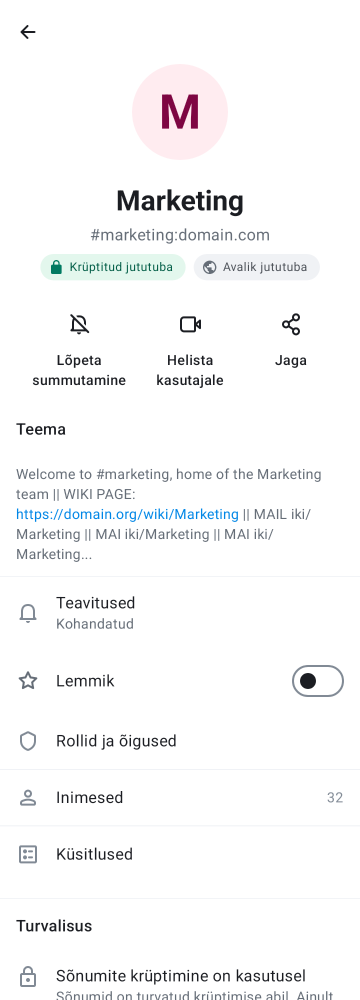 M
Marketing
#marketing:domain.com
Krüptitud jututuba
Avalik jututuba
Lõpeta
summutamine
Helista
kasutajale
Jaga
Teema
Welcome to #marketing, home of the Marketing
team || WIKI PAGE:
https://domain.org/wiki/Marketing || MAIL iki/
Marketing || MAI iki/Marketing || MAI iki/
Marketing...
Teavitused
Kohandatud
Lemmik
Rollid ja õigused
Inimesed
32
Küsitlused
Turvalisus
Sõnumite krüptimine on kasutusel
Sõnumid on turvatud krüptimise abil. Ainult